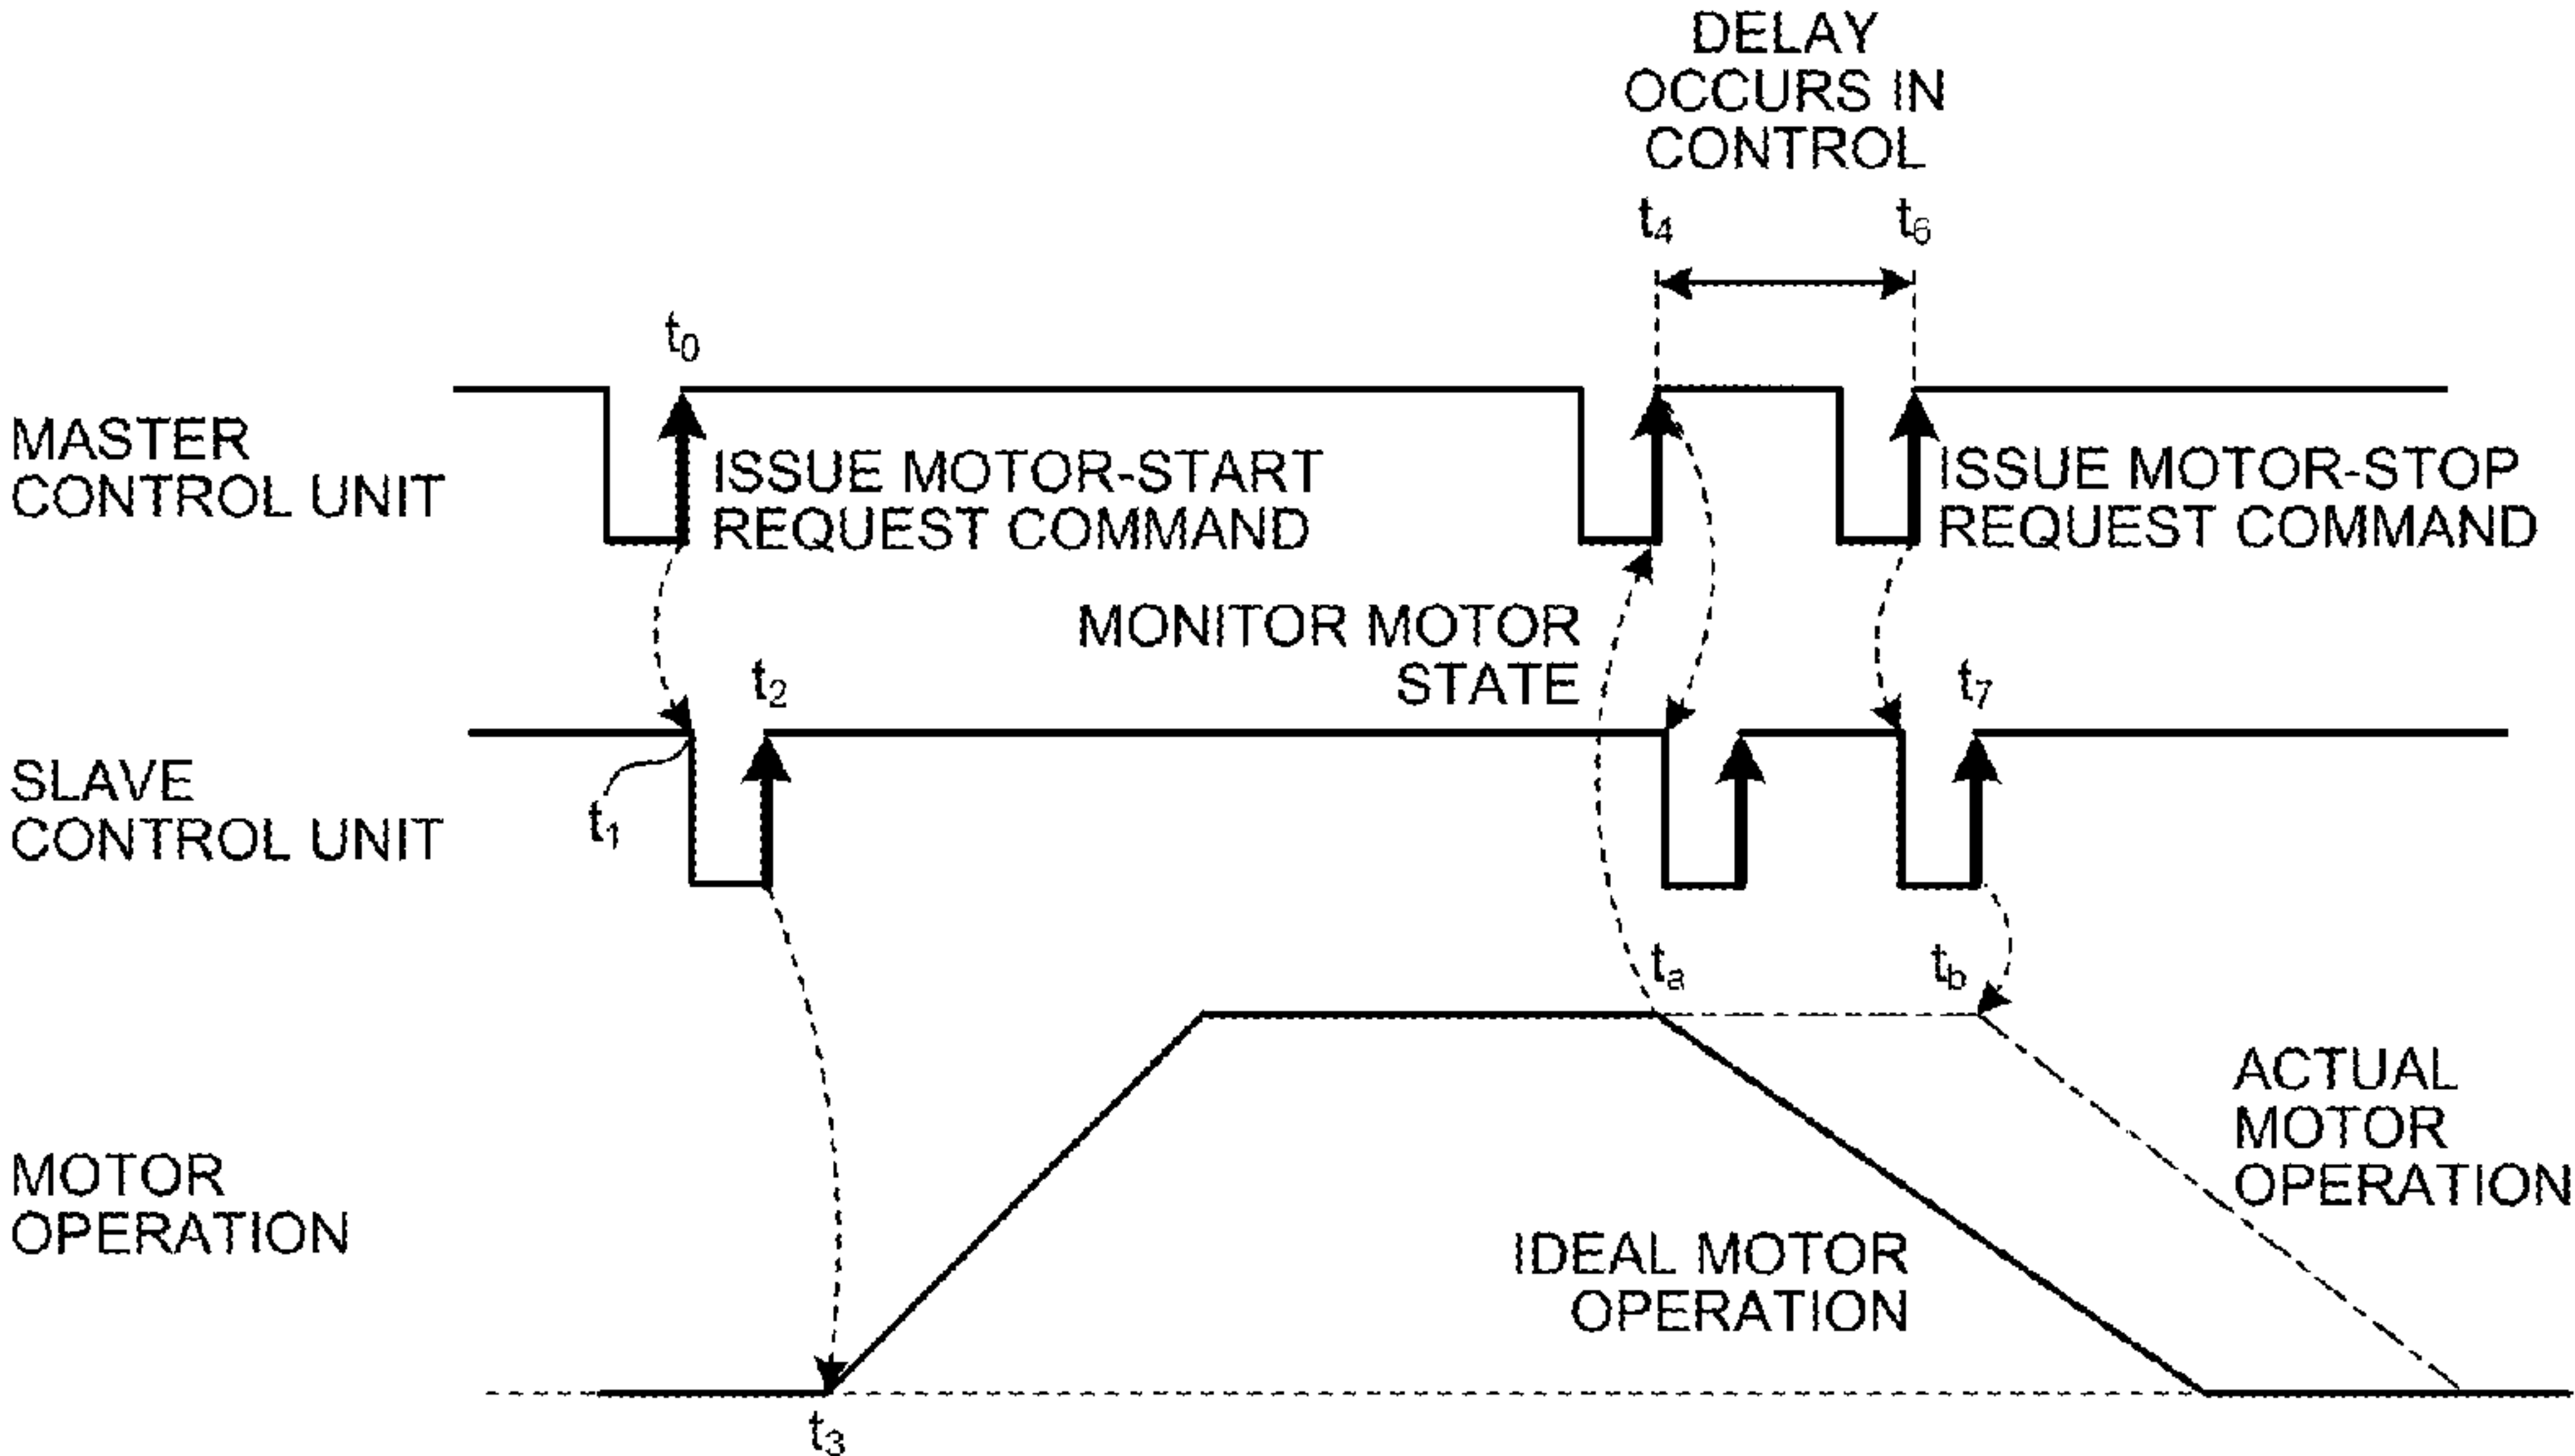 DELAY
OCCURS IN
CONTROL
t4
t6
t0
MASTER
CONTROL UNIT
ISSUE MOTOR-START
REQUEST COMMAND
ISSUE MOTOR-STOP
REQUEST COMMAND
MONITOR MOTOR
STATE
t2
t7
SLAVE
CONTROL UNIT
t1
ta
tb
ACTUAL
MOTOR
OPERATION
MOTOR
OPERATION
IDEAL MOTOR
OPERATION
t3